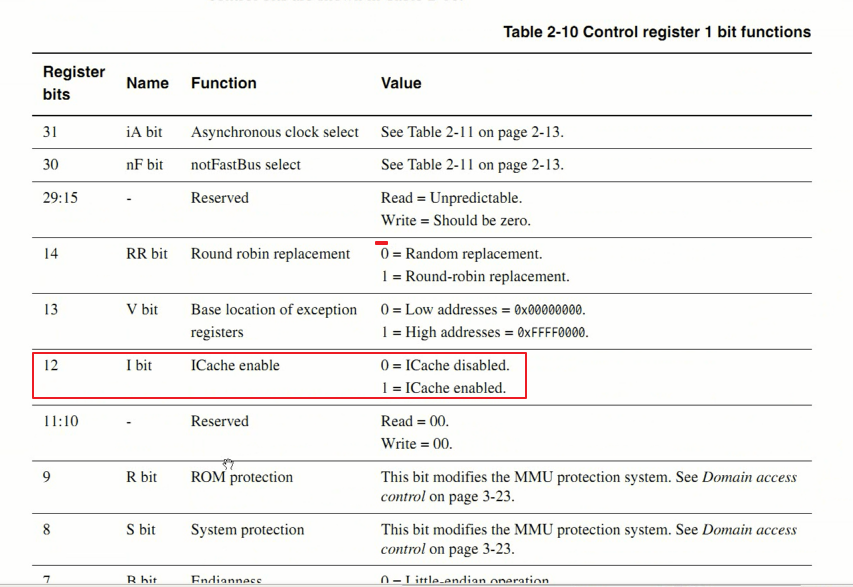 Table 2-10 Control register 1 bit functions
Register bits Name Function Value
31 iA bit Asynchronous clock select See Table 2-11 on page 2-13.
30 nF bit notFastBus select See Table 2-11 on page 2-13.
29:15 - Reserved Read = Unpredictable.
Write = Should be zero.
14 RR bit Round robin replacement 0 = Random replacement.
1 = Round-robin replacement.
13 V bit Base location of exception 0 = Low addresses = 0x00000000.
registers 1 = High addresses = 0xFFFF0000.
12 I bit ICache enable 0 = ICache disabled.
1 = ICache enabled.
11:10 - Reserved Read = 00.
Write = 00.
9 R bit ROM protection This bit modifies the MMU protection system. See Domain access
control on page 3-23.
8 S bit System protection This bit modifies the MMU protection system. See Domain access
control on page 3-23.
7 B bit Endianness 0 = Little-endian operation